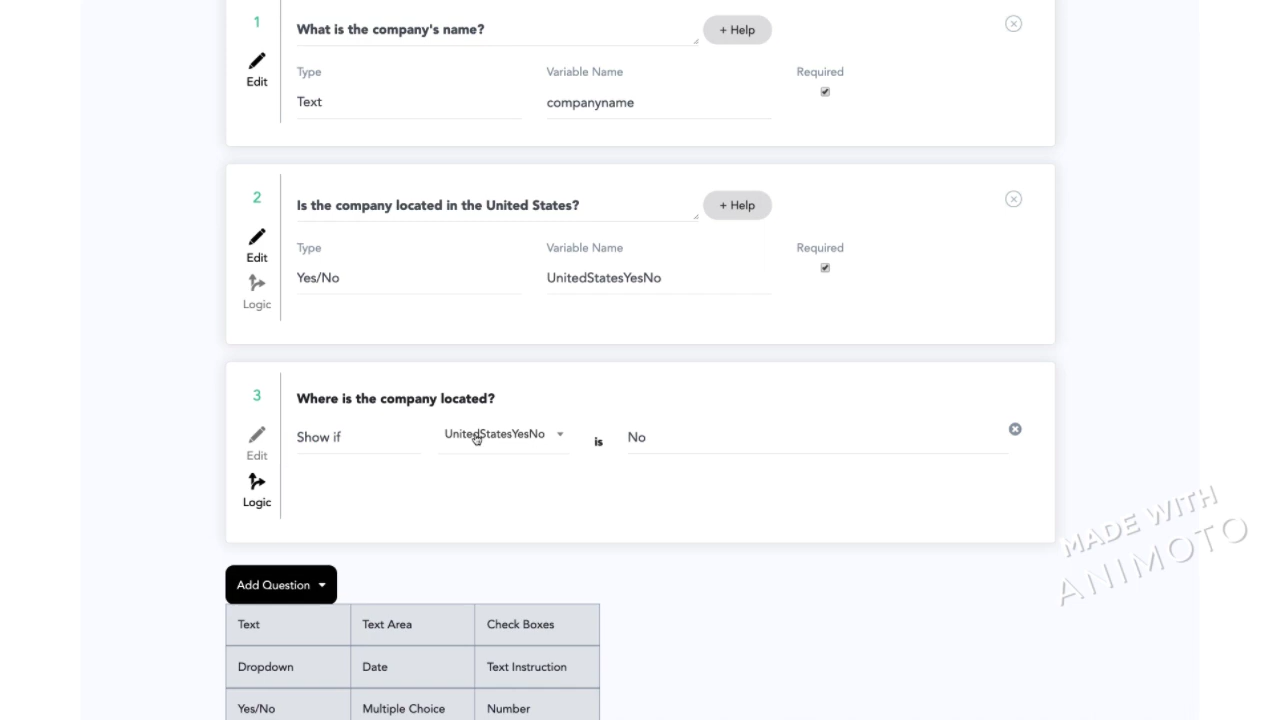 1
What is the company's name?
+ Help
Edit
Type
Variable Name
Required
Text
companyname
2
Is the company located in the United States?
+ Help
Edit
Type
Variable Name
Required
Logic
Yes/No
UnitedStatesYesNo
3
Where is the company located?
Edit
Show if
UnitedStatesYesNo
is
No
Logic
MADE WITH
ANIMOTO
Add Question
Text
Text Area
Check Boxes
Dropdown
Date
Text Instruction
Yes/No
Multiple Choice
Number